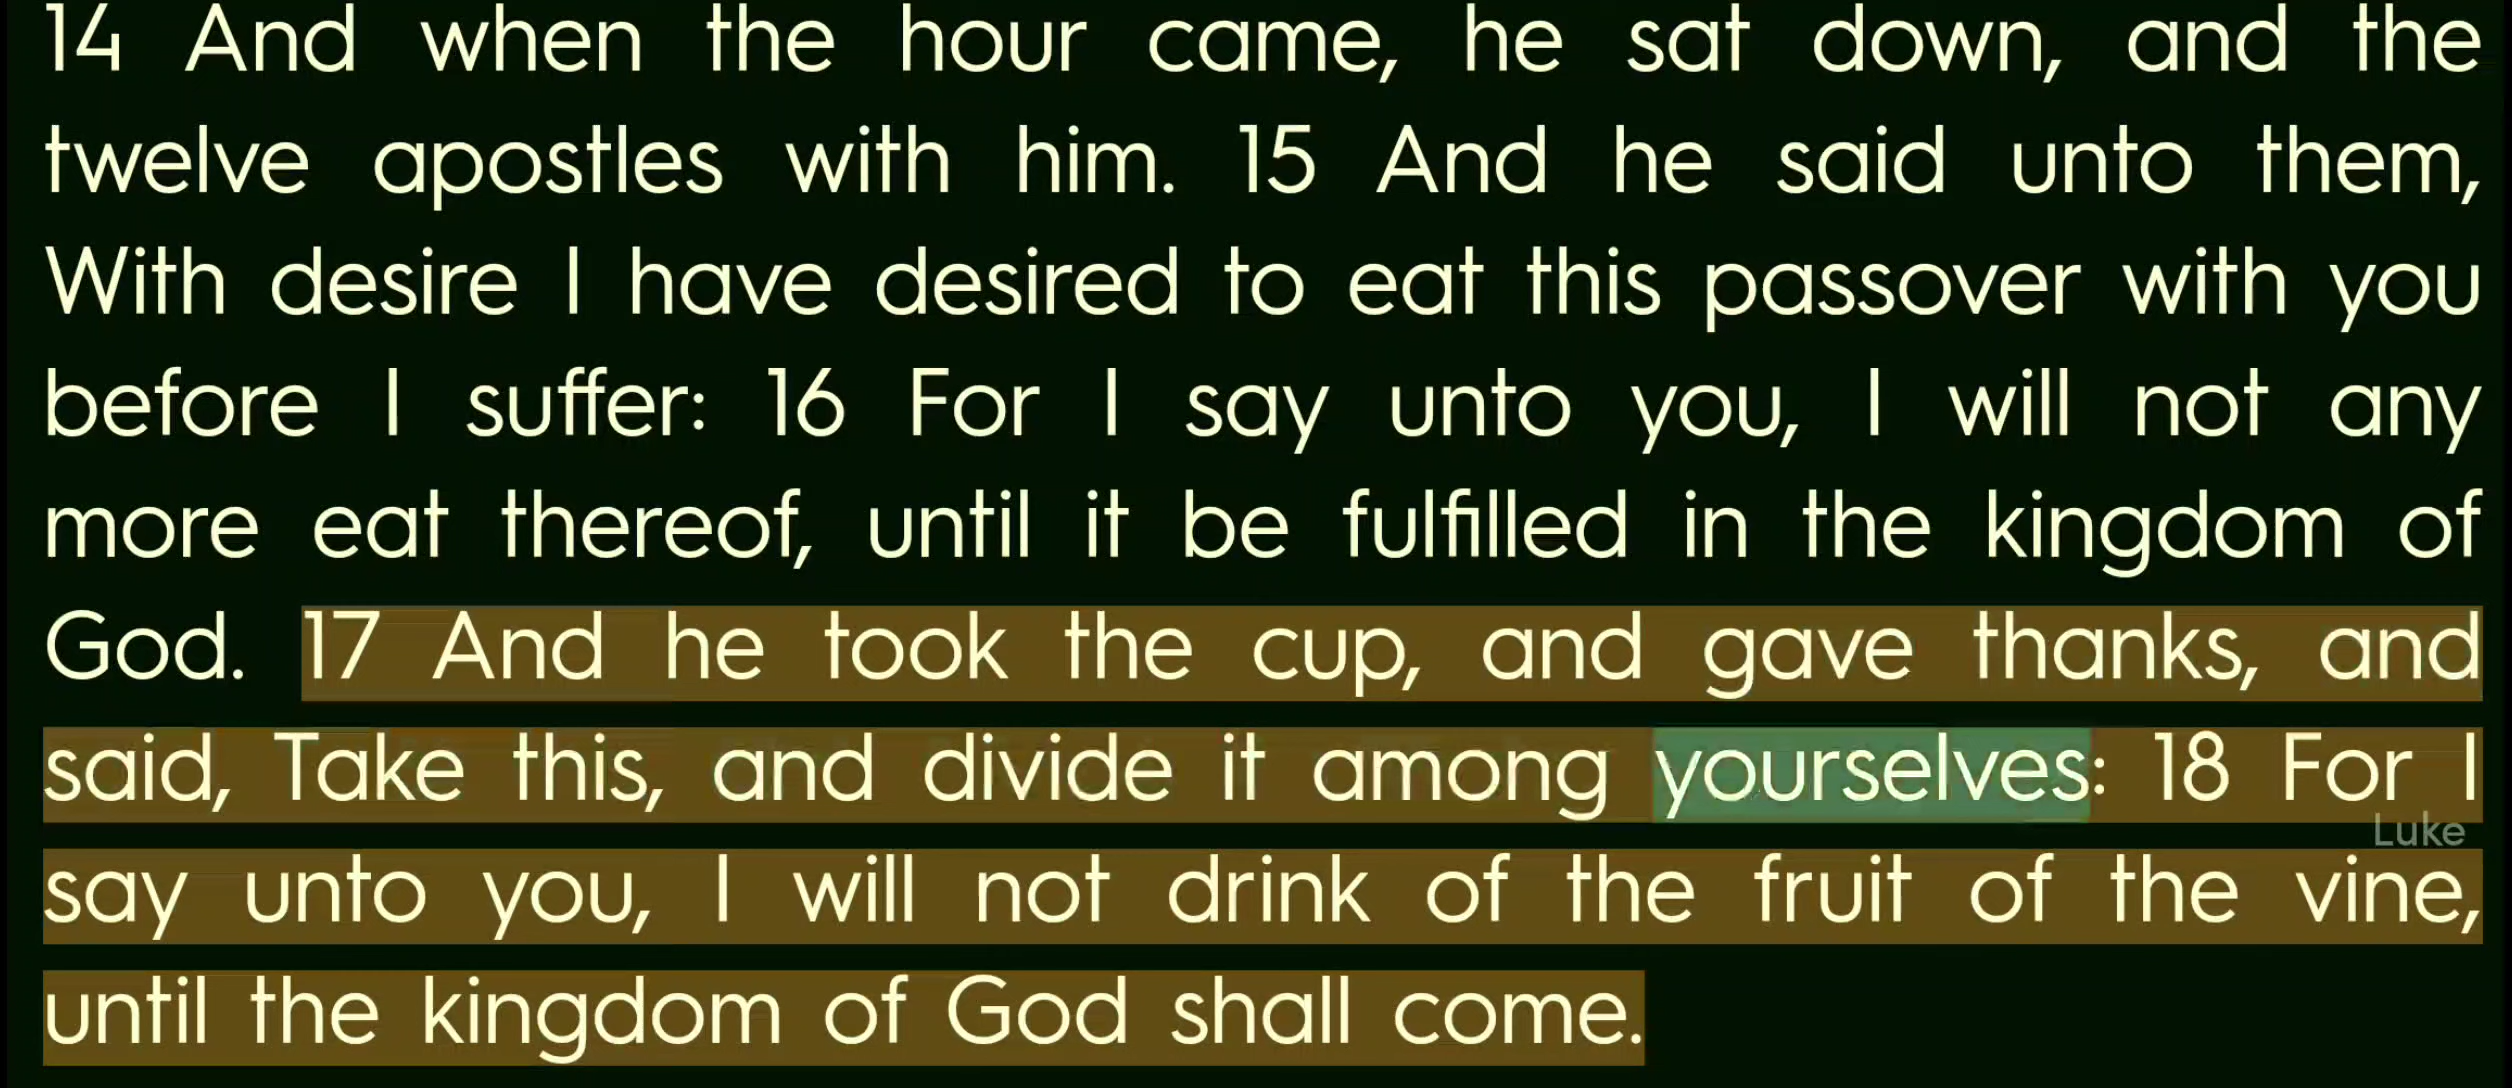 14 And when the hour came, he sat down, and the
twelve apostles with him. 15 And he said unto them,
With desire I have desired to eat this passover with you
before I suffer: 16 For I say unto you, I will not any
more eat thereof, until it be fulfilled in the kingdom of
God. 17 And he took the cup, and gave thanks, and
said, Take this, and divide it among yourselves: 18 For I
Luke
say unto you, I will not drink of the fruit of the vine,
until the kingdom of God shall come.